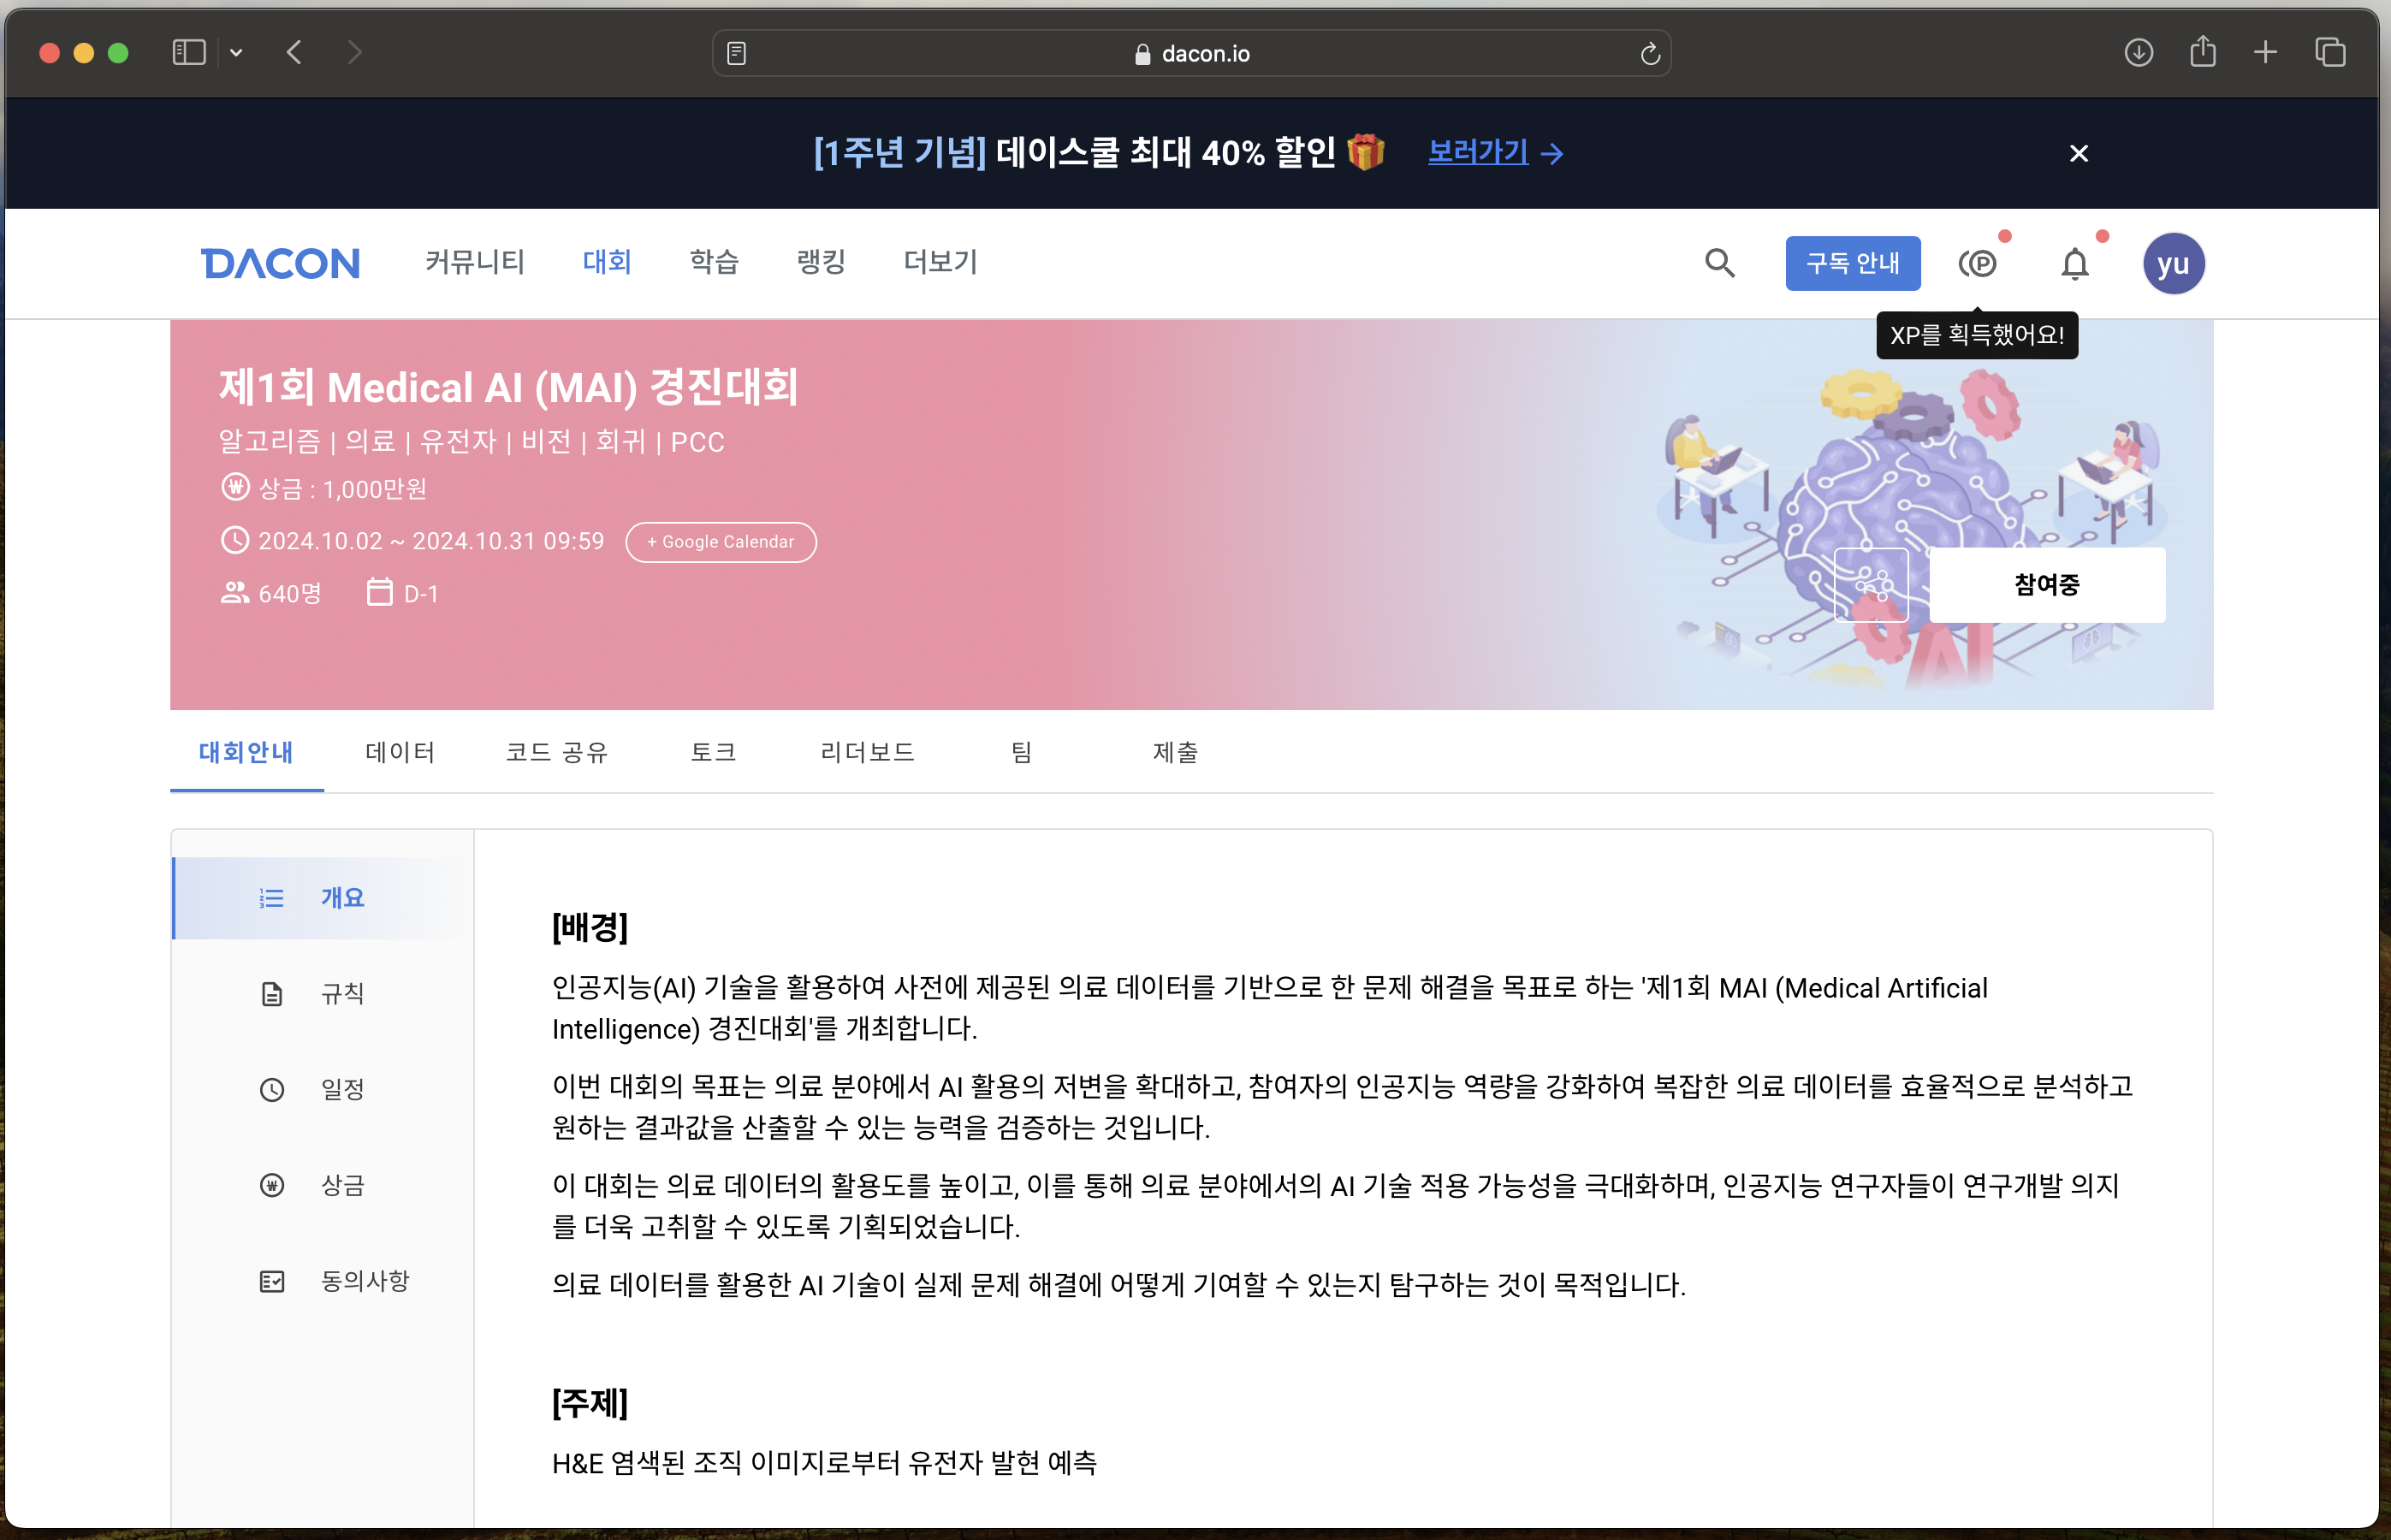 dacon.io
[1주년 기념] 데이스쿨 최대 40% 할인 🎁 보러가기 →
DACON 커뮤니티 대회 학습 랭킹 더보기 구독 안내 yu
XP를 획득했어요!
제1회 Medical AI (MAI) 경진대회
알고리즘 | 의료 | 유전자 | 비전 | 회귀 | PCC
상금 : 1,000만원
2024.10.02 ~ 2024.10.31 09:59 + Google Calendar
640명 D-1
참여중
AI
대회안내 데이터 코드 공유 토크 리더보드 팀 제출
개요
규칙
일정
상금
동의사항
[배경]
인공지능(AI) 기술을 활용하여 사전에 제공된 의료 데이터를 기반으로 한 문제 해결을 목표로 하는 '제1회 MAI (Medical Artificial
Intelligence) 경진대회'를 개최합니다.
이번 대회의 목표는 의료 분야에서 AI 활용의 저변을 확대하고, 참여자의 인공지능 역량을 강화하여 복잡한 의료 데이터를 효율적으로 분석하고
원하는 결과값을 산출할 수 있는 능력을 검증하는 것입니다.
이 대회는 의료 데이터의 활용도를 높이고, 이를 통해 의료 분야에서의 AI 기술 적용 가능성을 극대화하며, 인공지능 연구자들이 연구개발 의지
를 더욱 고취할 수 있도록 기획되었습니다.
의료 데이터를 활용한 AI 기술이 실제 문제 해결에 어떻게 기여할 수 있는지 탐구하는 것이 목적입니다.
[주제]
H&E 염색된 조직 이미지로부터 유전자 발현 예측